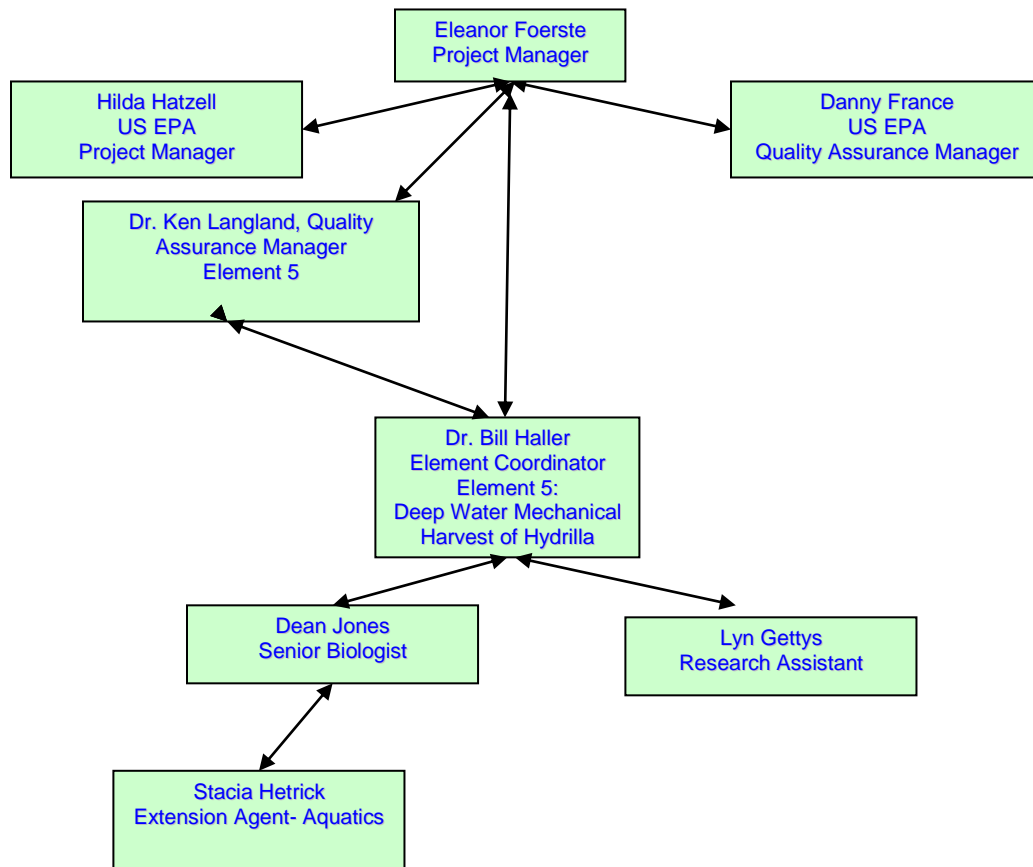 Eleanor Foerste
Project Manager
Hilda Hatzell
US EPA
Project Manager
Danny France
US EPA
Quality Assurance Manager
Dr. Ken Langland, Quality
Assurance Manager
Element 5
Dr. Bill Haller
Element Coordinator
Element 5:
Deep Water Mechanical
Harvest of Hydrilla
Dean Jones
Senior Biologist
Lyn Gettys
Research Assistant
Stacia Hetrick
Extension Agent- Aquatics